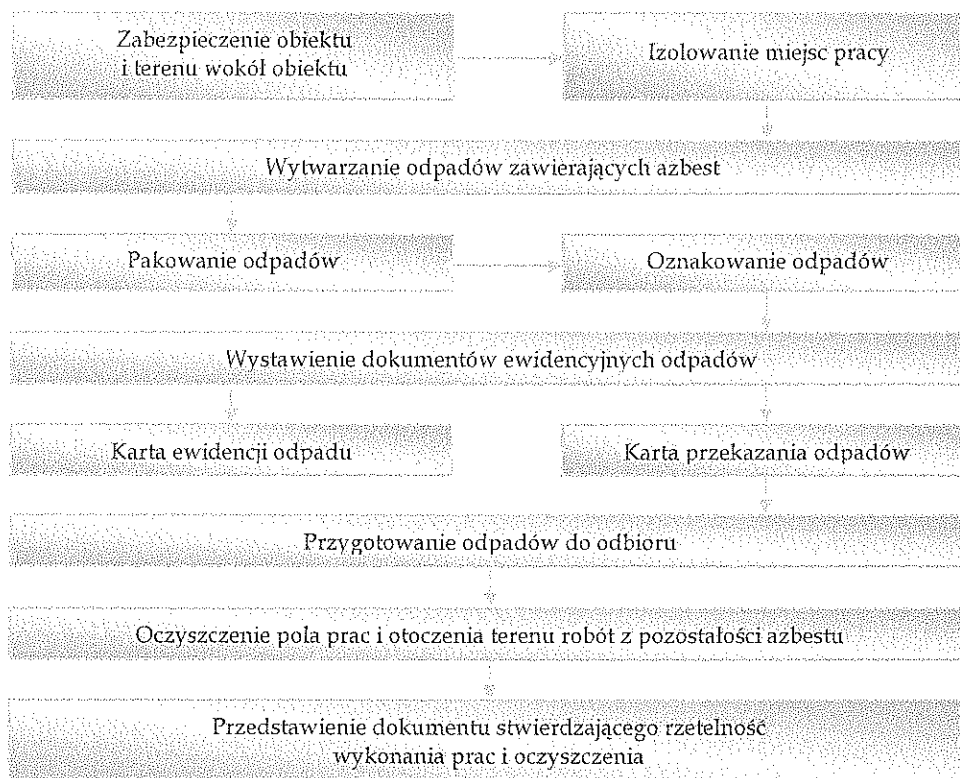 Zabezpieczenie obiektu
i terenu wokół obiektu
Izolowanie miejsc pracy
Wytwarzanie odpadów zawierających azbest
Pakowanie odpadów
Oznakowanie odpadów
Wystawienie dokumentów ewidencyjnych odpadów
Karta ewidencji odpadu
Karta przekazania odpadów
Przygotowanie odpadów do odbioru
Oczyszczenie pola prac i otoczenia terenu robót z pozostałości azbestu
Przedstawienie dokumentu stwierdzającego rzetelność
wykonania prac i oczyszczenia